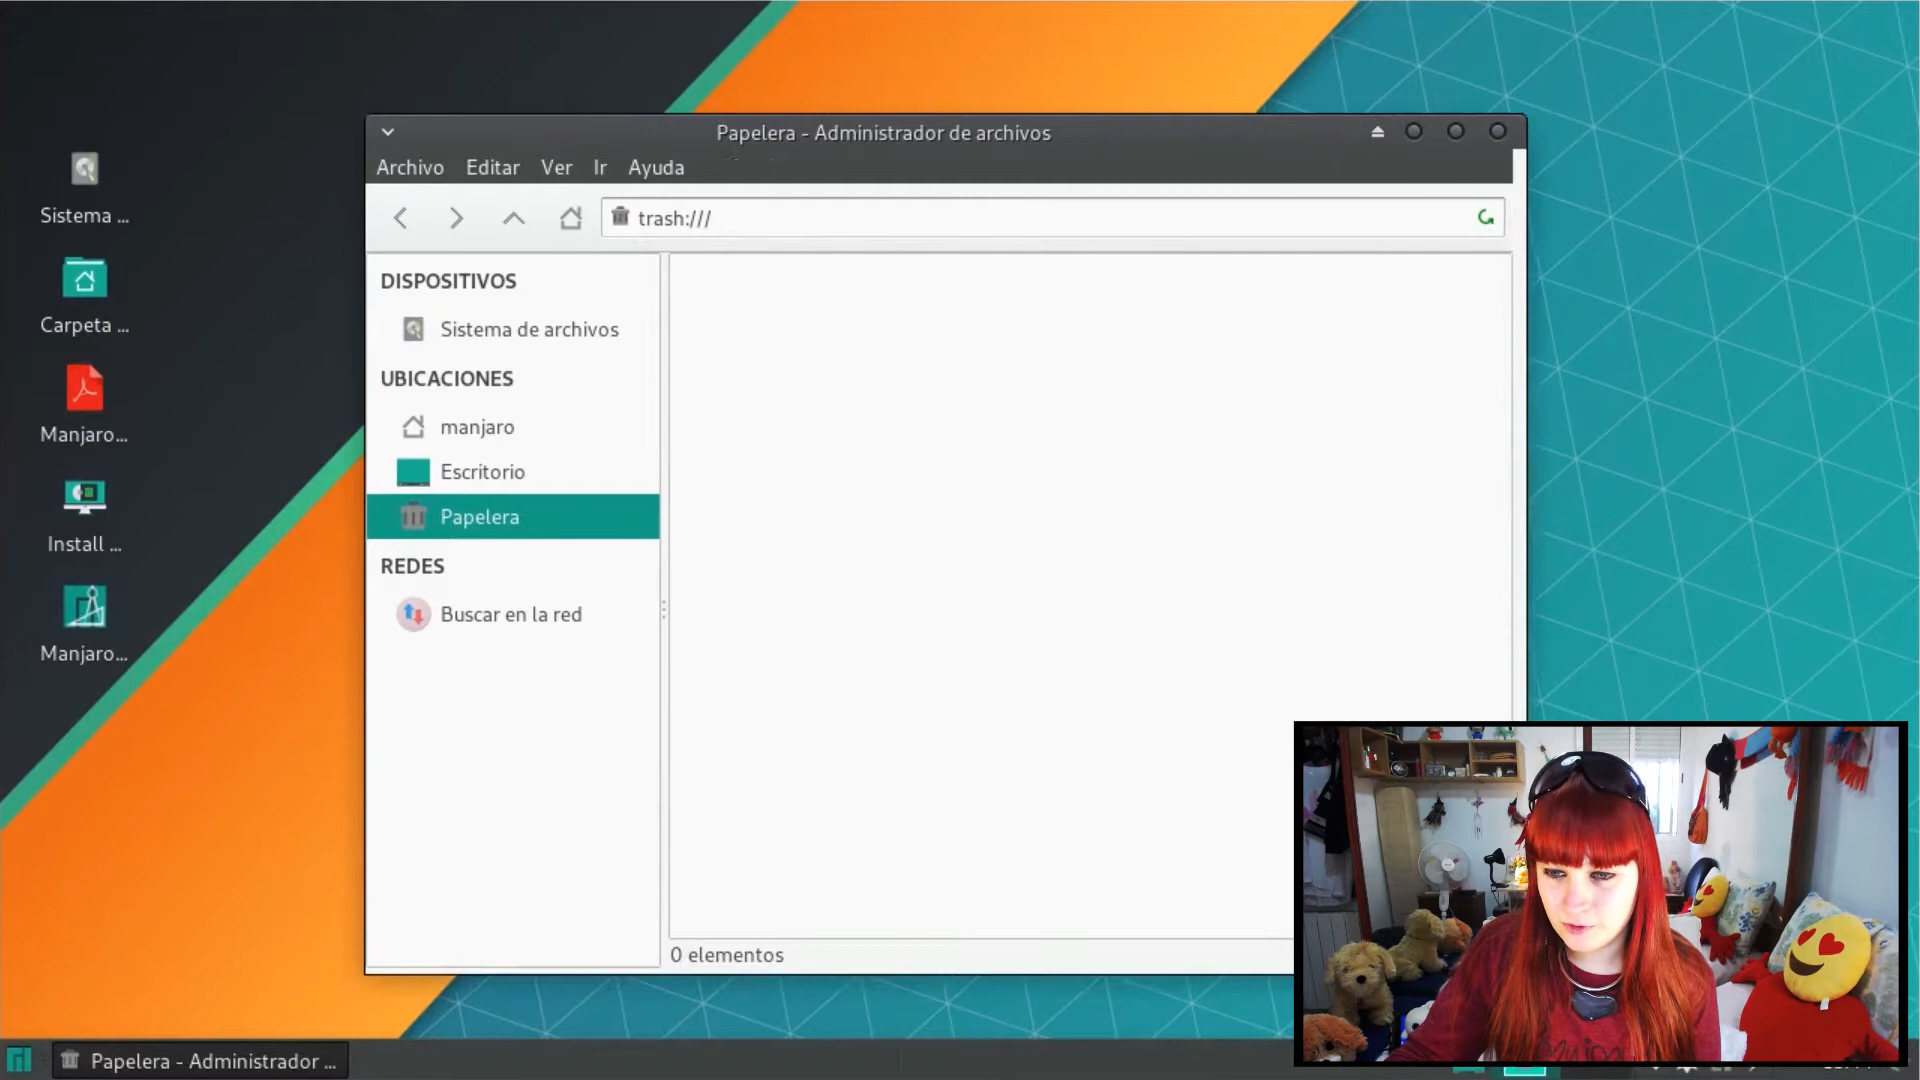 Papelera - Administrador de archivos
Archivo Editar Ver Ir Ayuda
trash:///
DISPOSITIVOS
Sistema de archivos
UBICACIONES
manjaro
Escritorio
Papelera
REDES
Buscar en la red
0 elementos
Sistema ...
Carpeta ...
Manjaro...
Install ...
Manjaro...
Papelera - Administrador ...